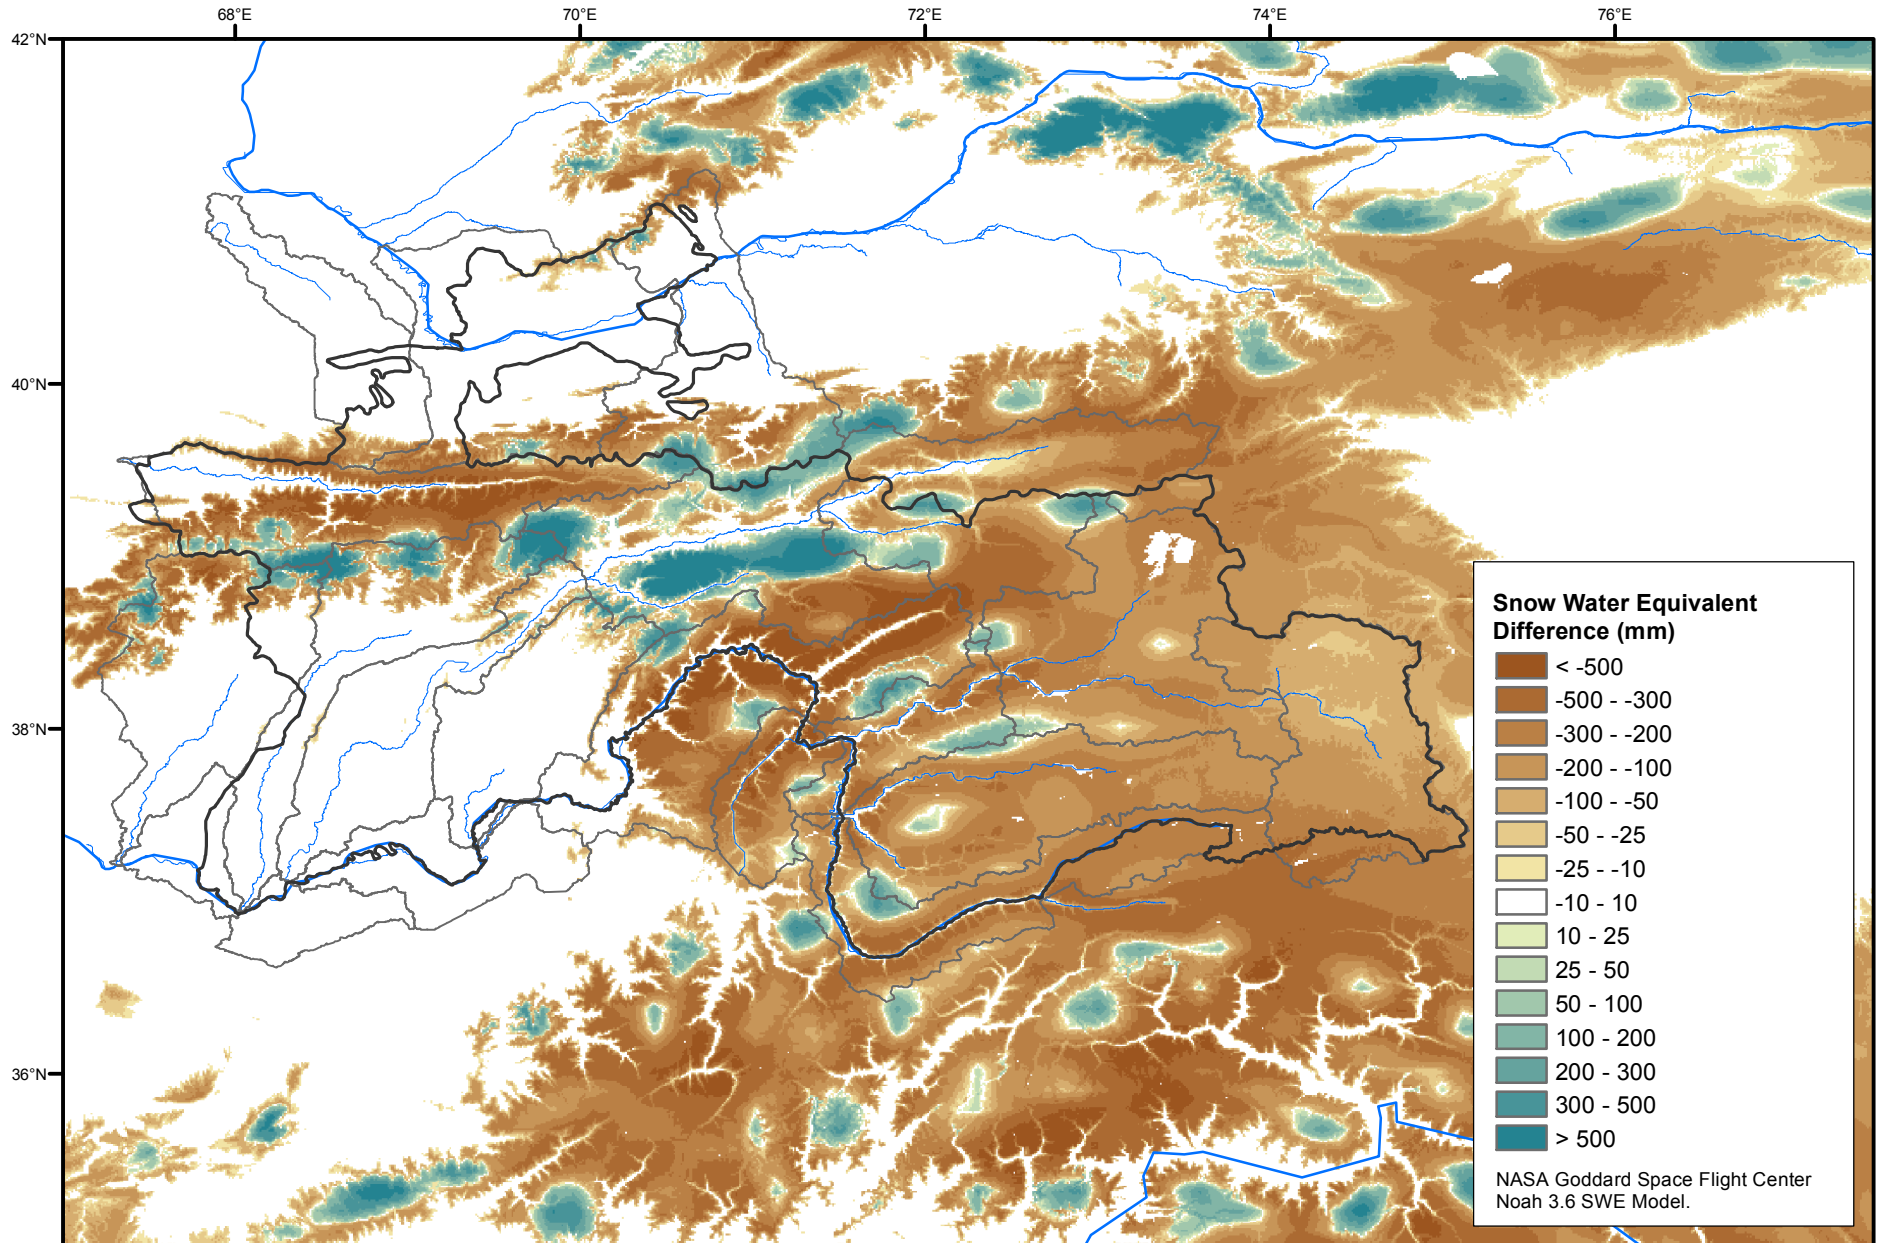 68°E
70°E
72°E
74°E
76°E
42°N
40°N
38°N
36°N
Snow Water Equivalent
Difference (mm)
< -500
-500 - -300
-300 - -200
-200 - -100
-100 - -50
-50 - -25
-25 - -10
-10 - 10
10 - 25
25 - 50
50 - 100
100 - 200
200 - 300
300 - 500
> 500
NASA Goddard Space Flight Center
Noah 3.6 SWE Model.